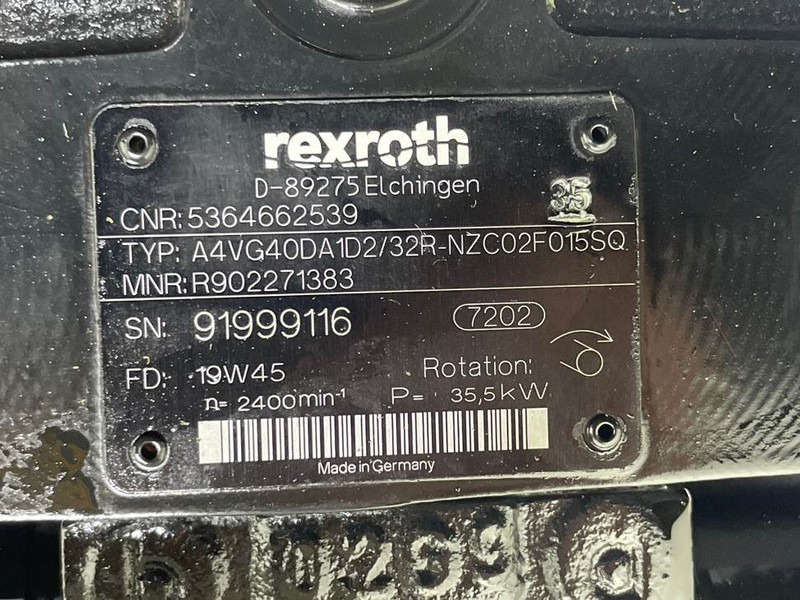 rexroth
D-89275 Elchingen
35
CNR: 5364662539
TYP: A4VG40DA1D2/32R-NZC02F015SQ
MNR: R902271383
SN: 91999116 7202
FD: 19W45 Rotation:
n= 2400min⁻¹ P= 35,5kW
Made in Germany